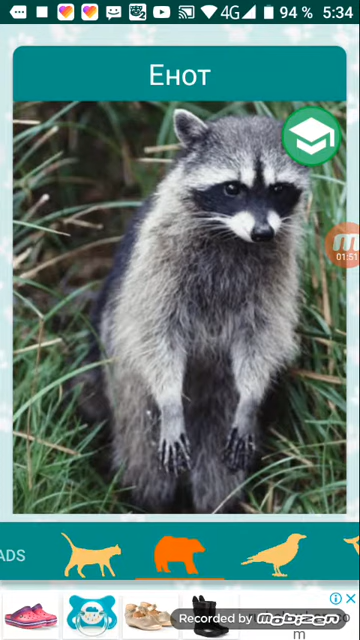 4G 94 % 5:34
Енот
01:51
ADS
Recorded by mobizen
m